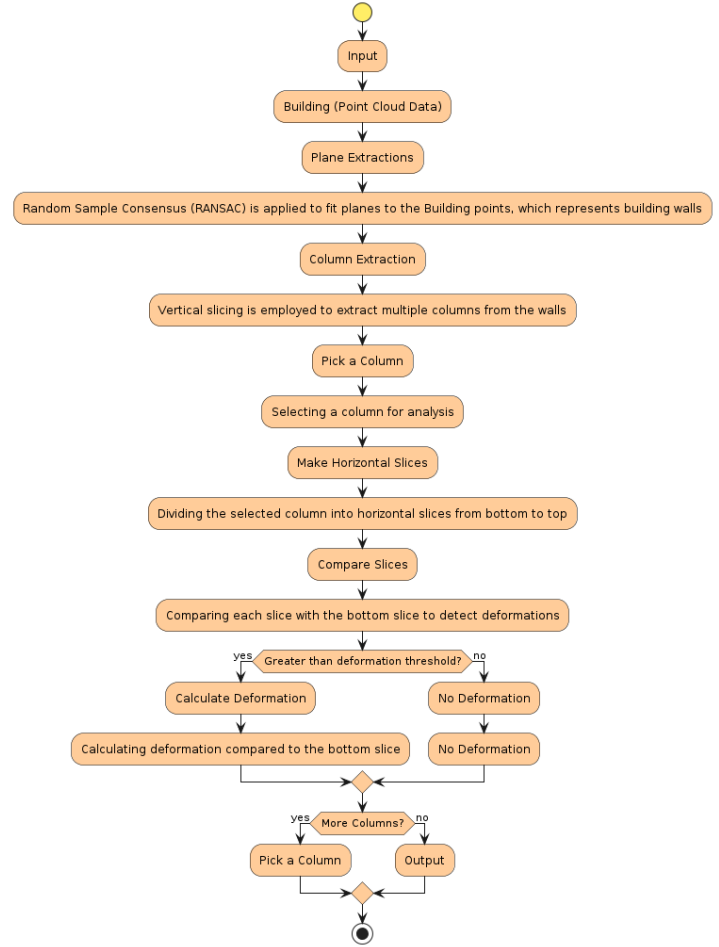 Input
Building (Point Cloud Data)
Plane Extractions
Random Sample Consensus (RANSAC) is applied to fit planes to the Building points, which represents building walls
Column Extraction
Vertical slicing is employed to extract multiple columns from the walls
Pick a Column
Selecting a column for analysis
Make Horizontal Slices
Dividing the selected column into horizontal slices from bottom to top
Compare Slices
Comparing each slice with the bottom slice to detect deformations
yes
Greater than deformation threshold?
no
Calculate Deformation
No Deformation
Calculating deformation compared to the bottom slice
No Deformation
yes
More Columns?
no
Pick a Column
Output